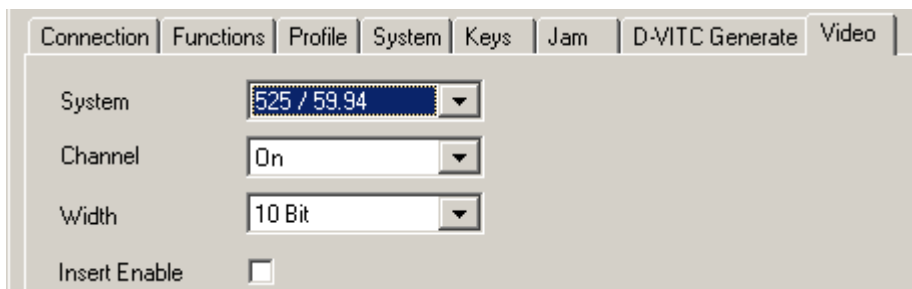 Connection Functions Profile System Keys Jam D-VITC Generate Video
System 525 / 59.94
Channel On
Width 10 Bit
Insert Enable